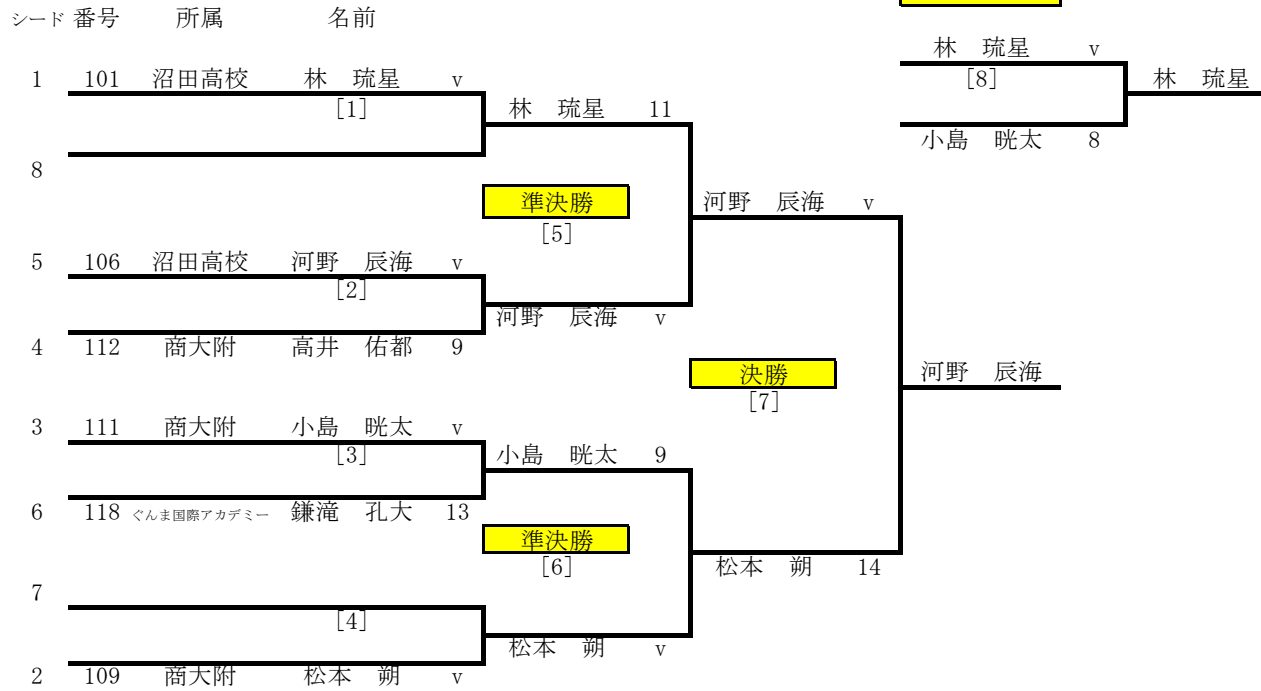 シード 番号 所属 名前
林 琉星 v
[8]
林 琉星
小島 晄太 8
1 101 沼田高校 林 琉星 v
[1]
林 琉星 11
8
準決勝
[5]
河野 辰海 v
5 106 沼田高校 河野 辰海 v
[2]
河野 辰海 v
4 112 商大附 高井 佑都 9
決勝
[7]
河野 辰海
3 111 商大附 小島 晄太 v
[3]
小島 晄太 9
6 118 ぐんま国際アカデミー 鎌滝 孔大 13
準決勝
[6]
松本 朔 14
7
[4]
松本 朔 v
2 109 商大附 松本 朔 v